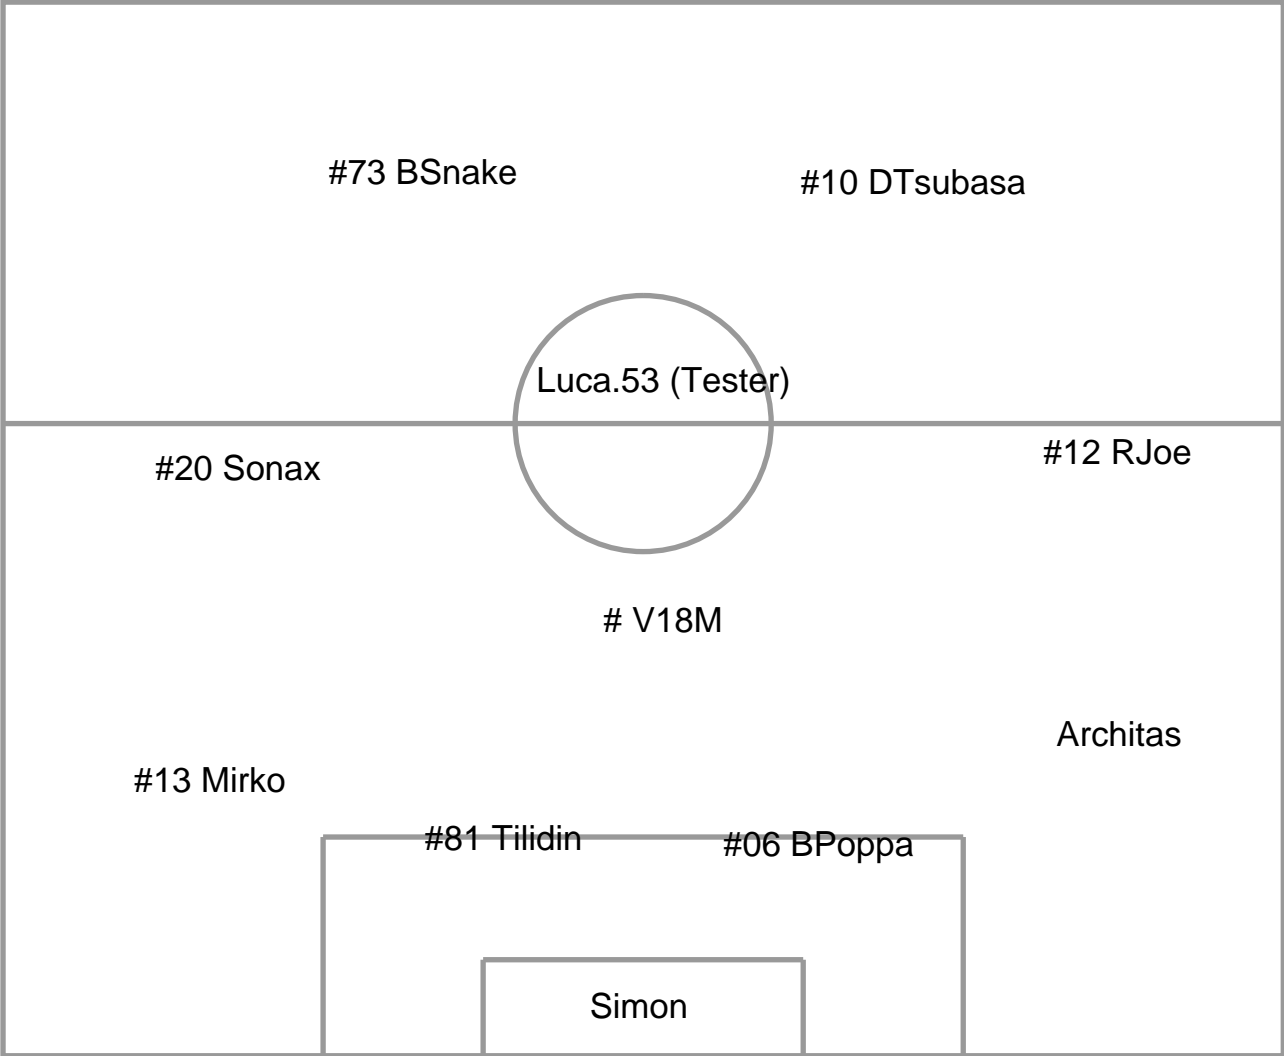 #73 BSnake
#10 DTsubasa
Luca.53 (Tester)
#20 Sonax
#12 RJoe
# V18M
Architas
#13 Mirko
#81 Tilidin
#06 BPoppa
Simon